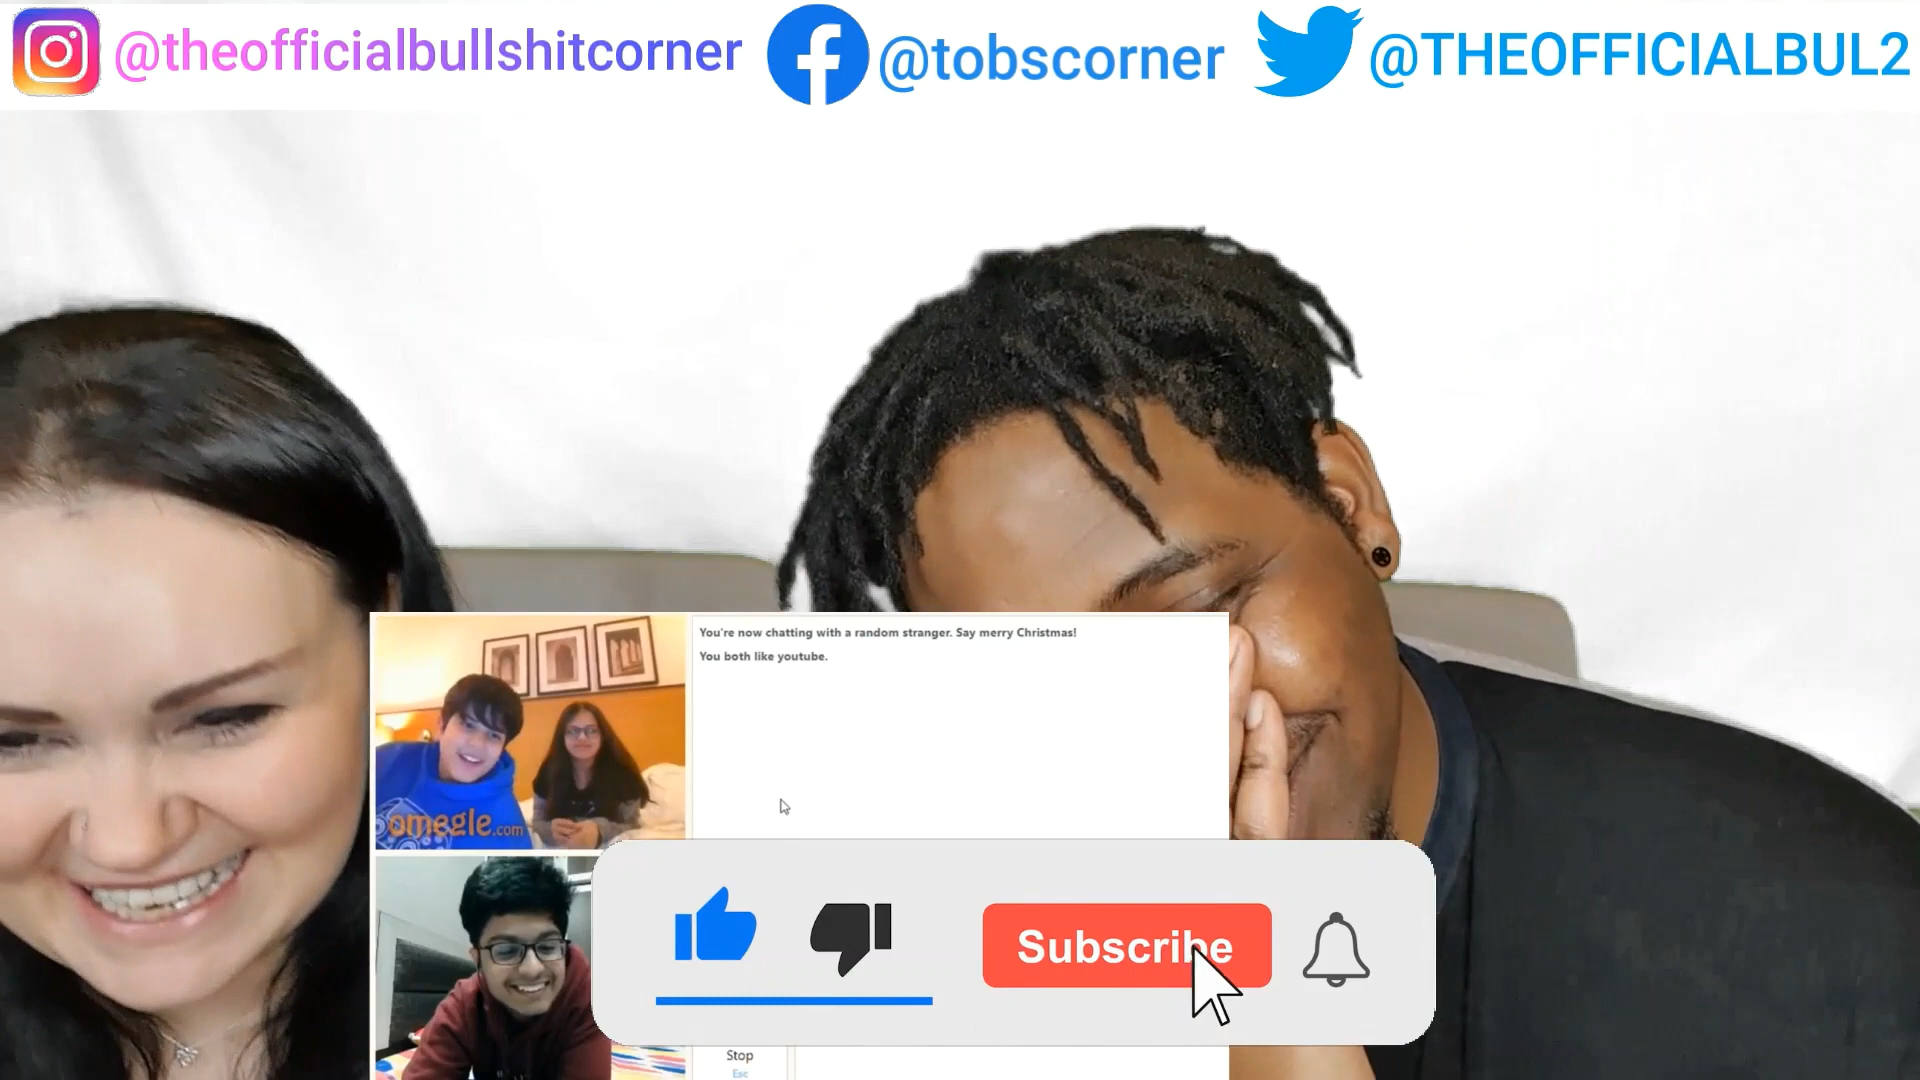 @theofficialbullshitcorner
@tobscorner
@THEOFFICIALBUL2
You're now chatting with a random stranger. Say merry Christmas!
You both like youtube.
omegle.com
Subscribe
Stop
Esc